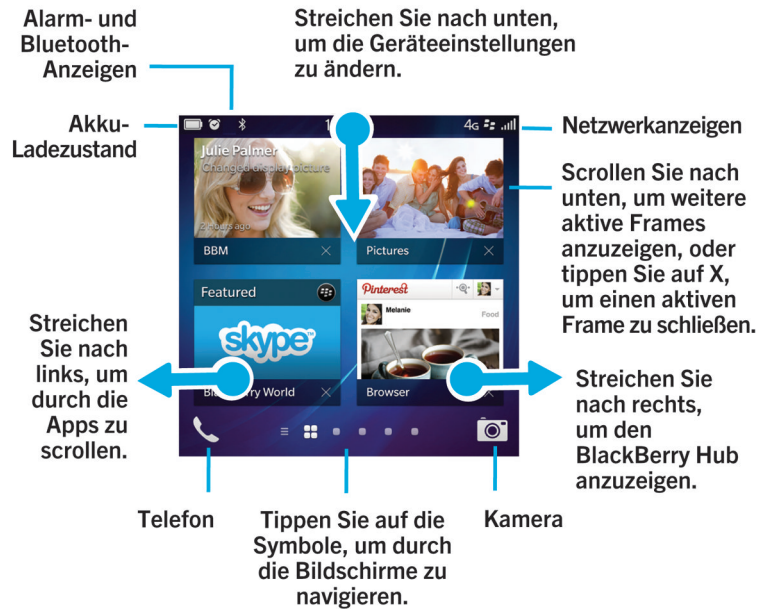 Alarm- und
Bluetooth-
Anzeigen
Streichen Sie nach unten,
um die Geräteeinstellungen
zu ändern.
Akku-
Ladezustand
4G
Netzwerkanzeigen
Julie Palmer
Changed display picture
2 Hours ago
BBM
Pictures
Scrollen Sie nach
unten, um weitere
aktive Frames
anzuzeigen, oder
tippen Sie auf X,
um einen aktiven
Frame zu schließen.
Featured
skype
Pinterest
Melanie
Food
Browser
Streichen
Sie nach
links, um
durch die
Apps zu
scrollen.
Streichen Sie
nach rechts,
um den
BlackBerry Hub
anzuzeigen.
Telefon
Tippen Sie auf die
Symbole, um durch
die Bildschirme zu
navigieren.
Kamera